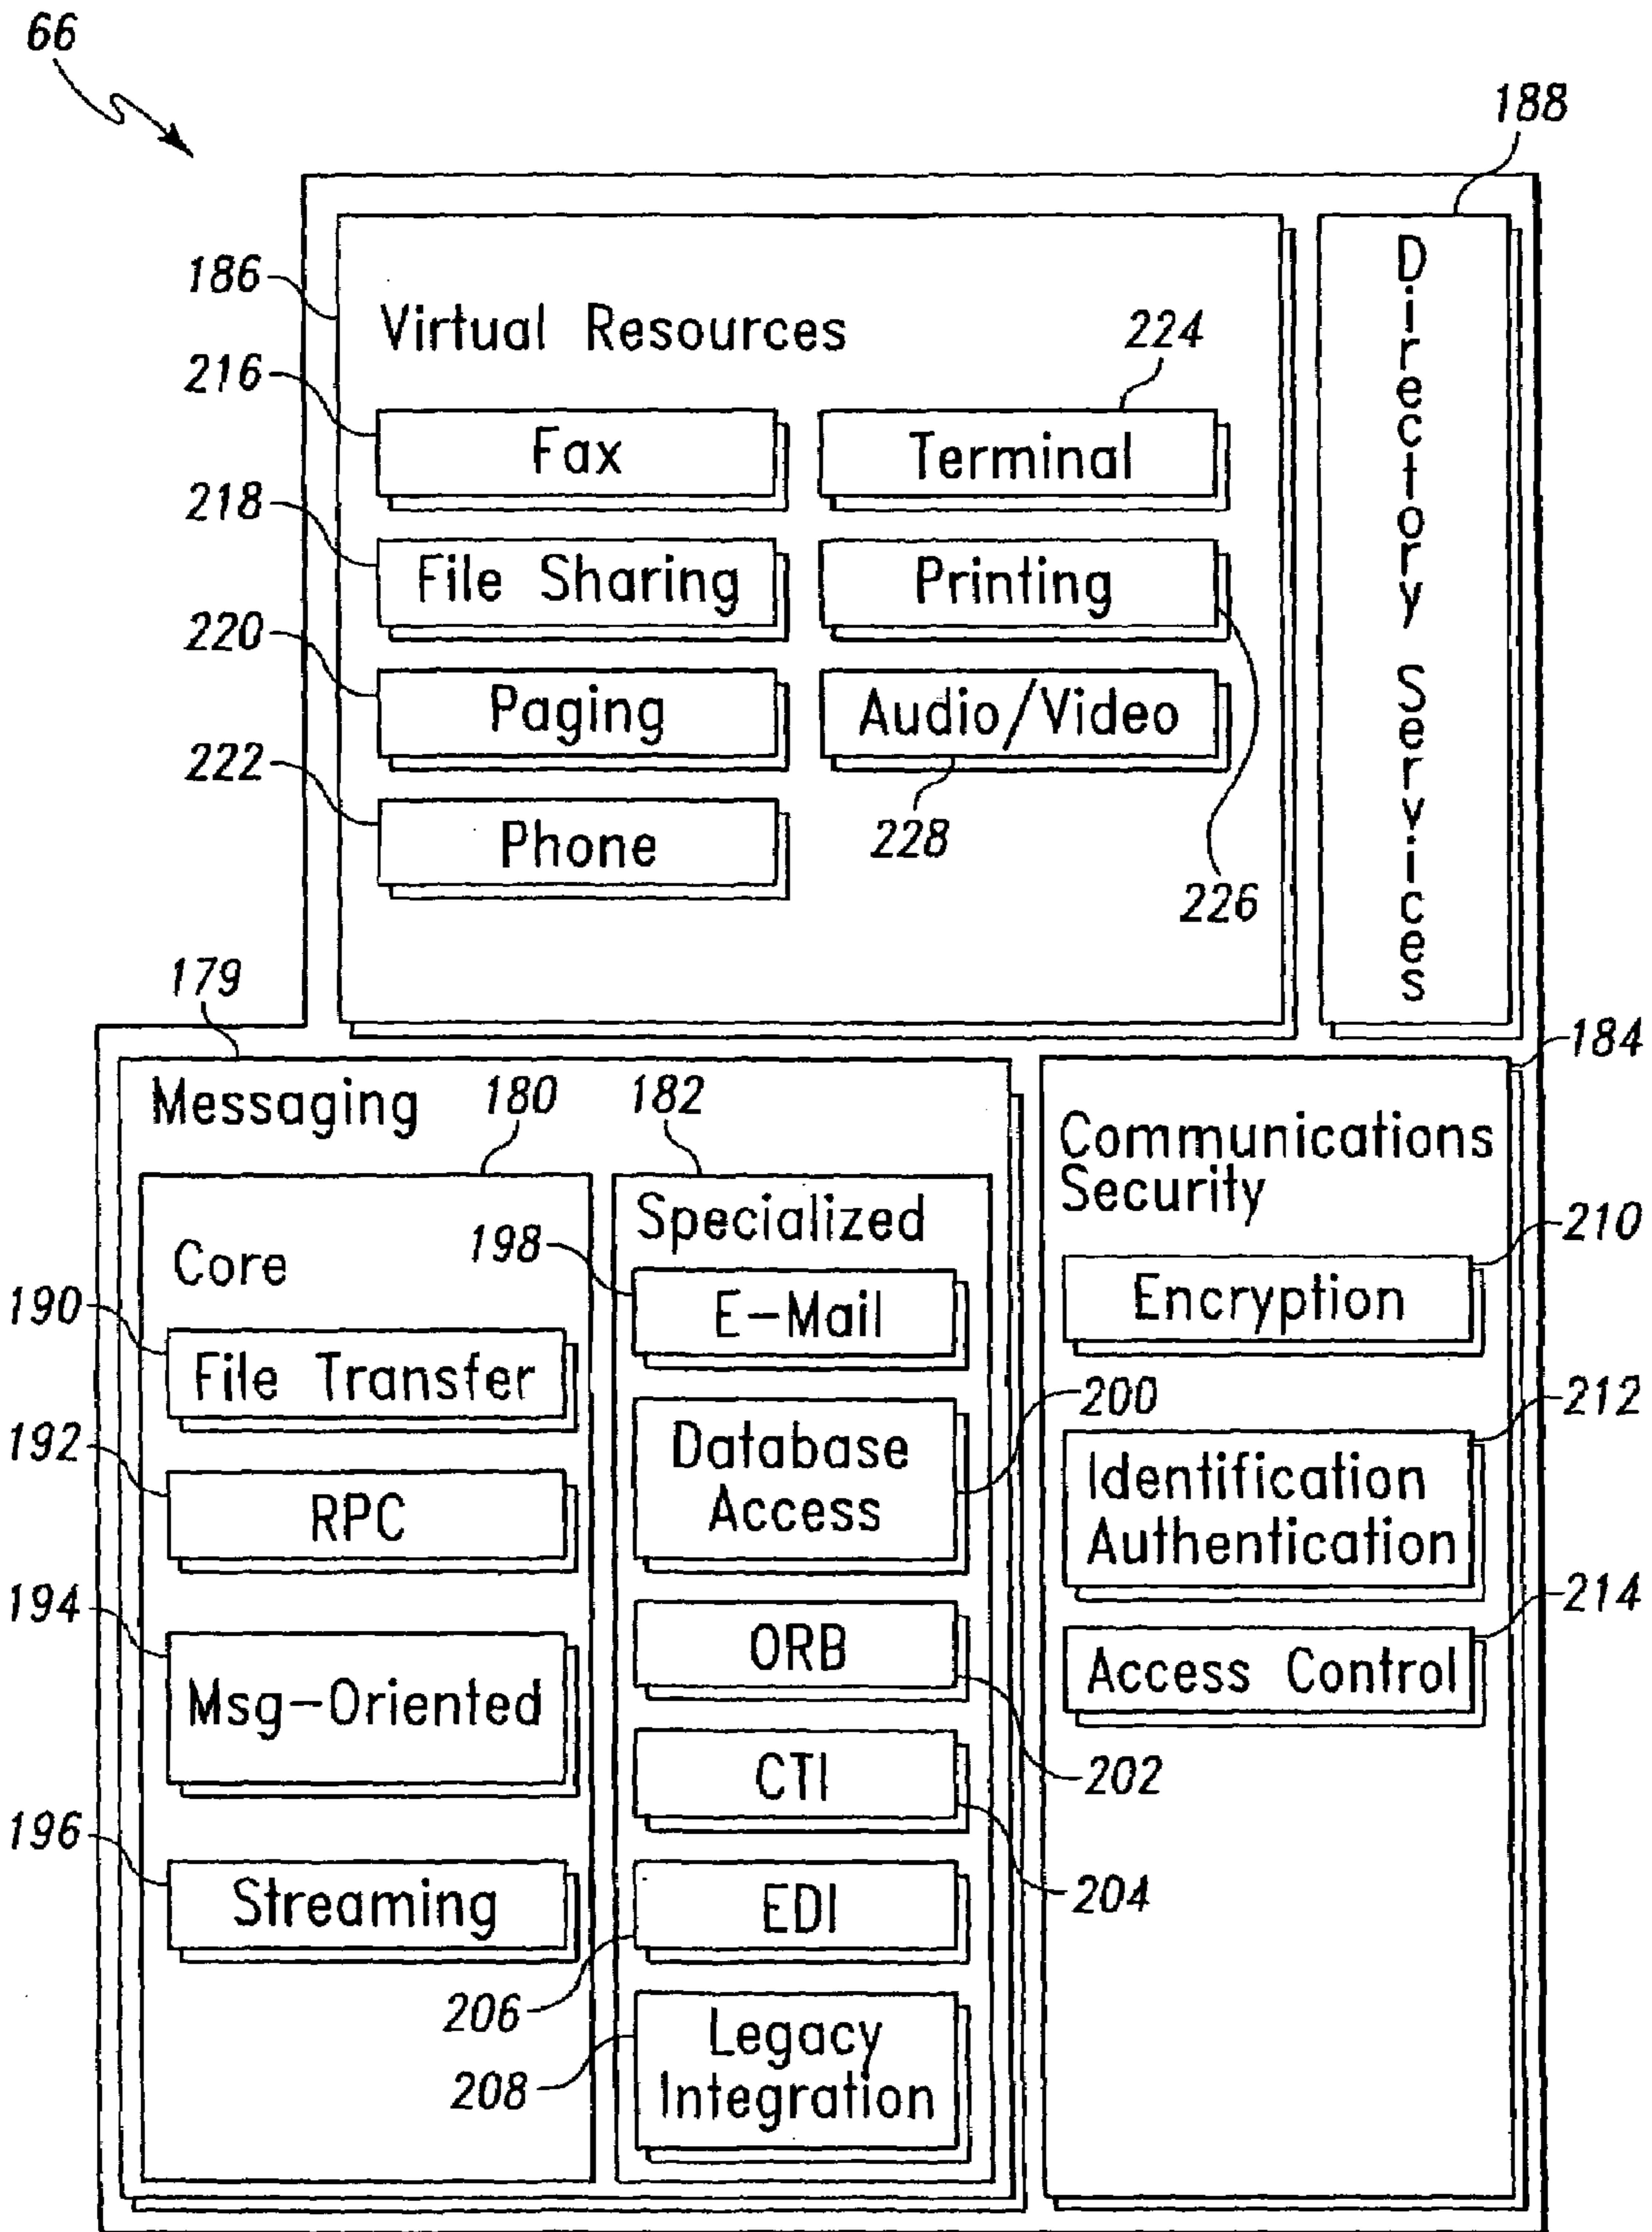 66
188
186
Virtual Resources
224
216
Fax
Terminal
218
File Sharing
Printing
220
Paging
Audio/Video
222
Phone
228
226
Directory Services
179
184
Messaging
180
182
Communications
Security
Core
Specialized
198
E-Mail
210
Encryption
190
File Transfer
200
Database
Access
212
Identification
Authentication
192
RPC
194
Msg-Oriented
ORB
214
Access Control
202
CTI
196
Streaming
204
EDI
206
208
Legacy
Integration